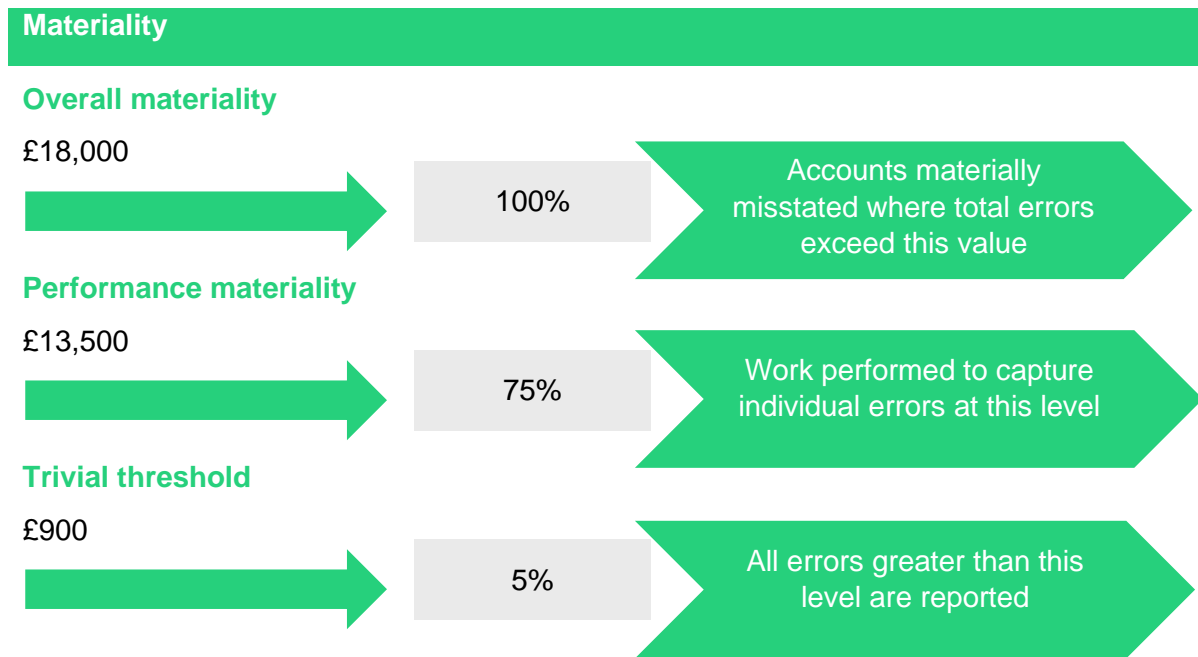 Materiality
Overall materiality
£18,000
100%
Accounts materially
misstated where total errors
exceed this value
Performance materiality
£13,500
75%
Work performed to capture
individual errors at this level
Trivial threshold
£900
5%
All errors greater than this
level are reported